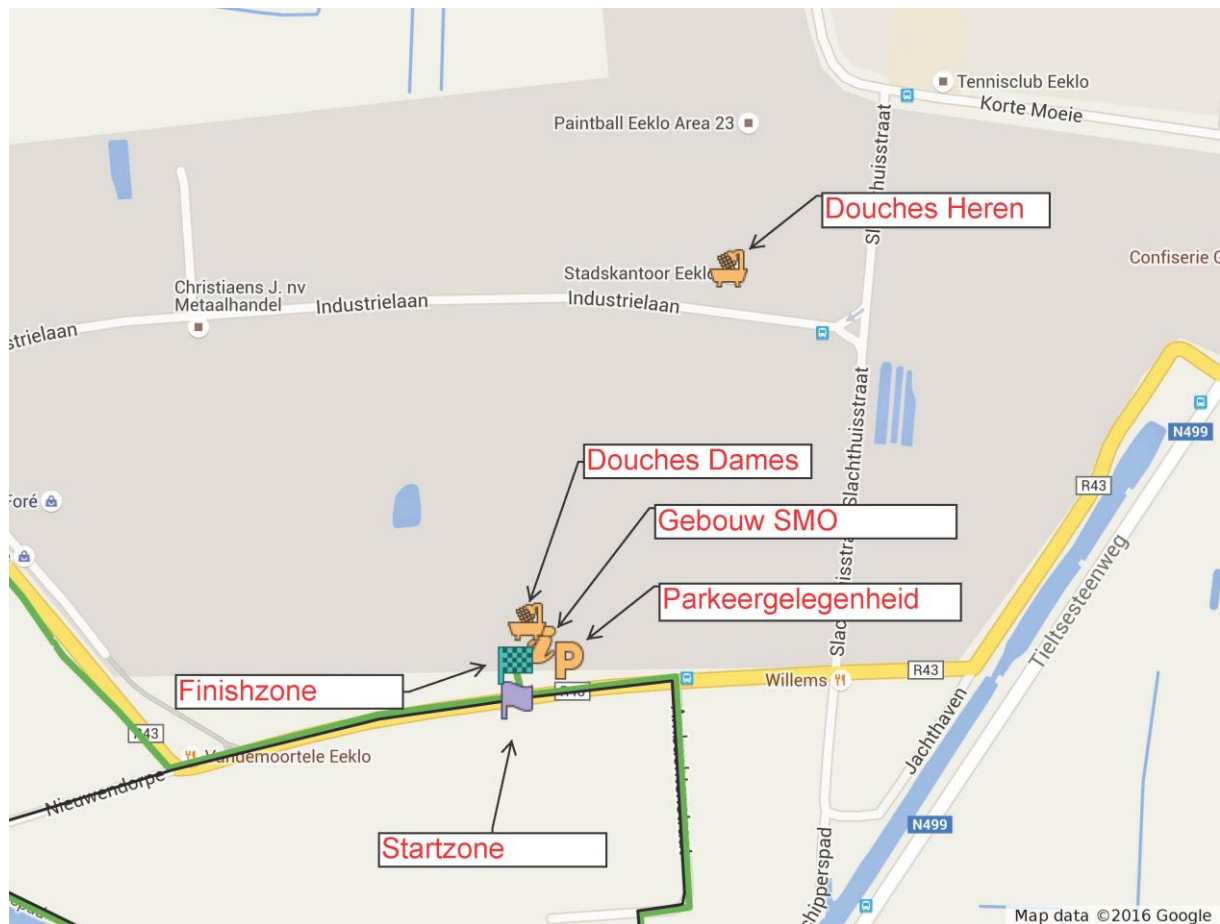 Tennisclub Eeklo
Korte Moeie
Paintball Eeklo Area 23
Douches Heren
Stadskantoor Eeklo
Confiserie G
Christiaens J. nv
Metaalhandel
Industrielaan
Industrielaan
strielaan
Slachthuisstraat
N499
Douches Dames
R43
Foré
Gebouw SMO
Tieltsesteenweg
Parkeergelegenheid
R43
Willems
Finishzone
R43
Vandemoortele Eeklo
Jachthaven
Nieuwendorpe
N499
Startzone
Map data ©2016 Google